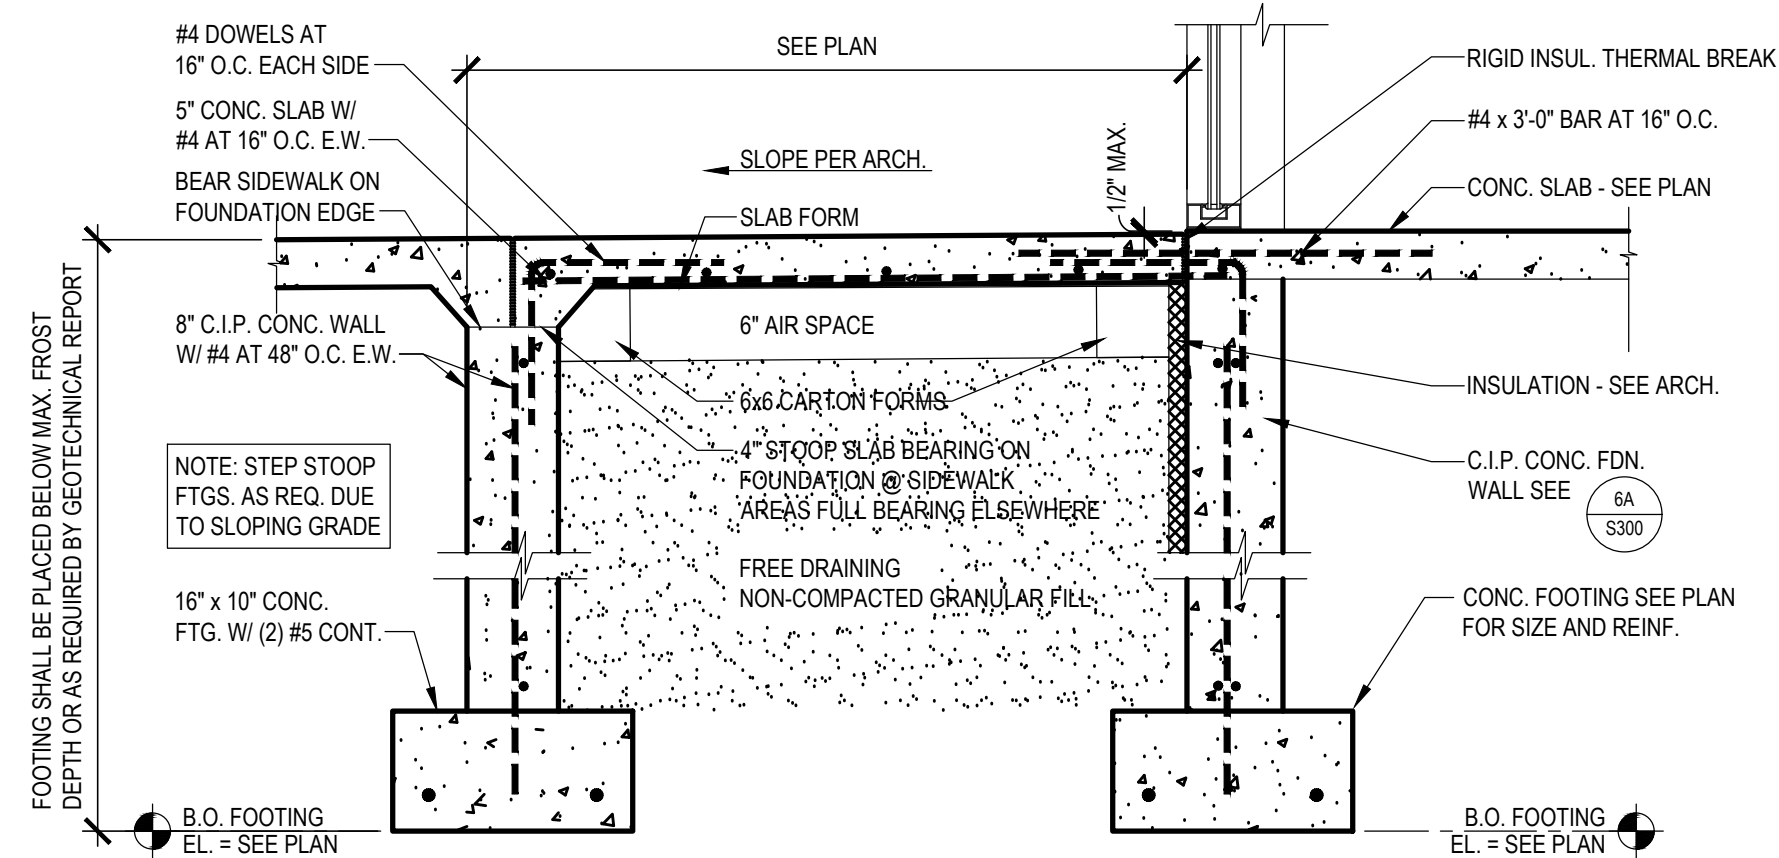 #4 DOWELS AT
16" O.C. EACH SIDE
5" CONC. SLAB W/
#4 AT 16" O.C. E.W.
BEAR SIDEWALK ON
FOUNDATION EDGE
8" C.I.P. CONC. WALL
W/ #4 AT 48" O.C. E.W.
NOTE: STEP STOOP
FTGS. AS REQ. DUE
TO SLOPING GRADE
16" x 10" CONC.
FTG. W/ (2) #5 CONT.
FOOTING SHALL BE PLACED BELOW MAX. FROST
DEPTH OR AS REQUIRED BY GEOTECHNICAL REPORT
B.O. FOOTING
EL. = SEE PLAN
SEE PLAN
SLOPE PER ARCH.
SLAB FORM
1/2" MAX.
6" AIR SPACE
6x6 CARTON FORMS
4" STOOP SLAB BEARING ON
FOUNDATION @ SIDEWALK
AREAS FULL BEARING ELSEWHERE
FREE DRAINING
NON-COMPACTED GRANULAR FILL
RIGID INSUL. THERMAL BREAK
#4 x 3'-0" BAR AT 16" O.C.
CONC. SLAB - SEE PLAN
INSULATION - SEE ARCH.
C.I.P. CONC. FDN.
WALL SEE
6A
S300
CONC. FOOTING SEE PLAN
FOR SIZE AND REINF.
B.O. FOOTING
EL. = SEE PLAN